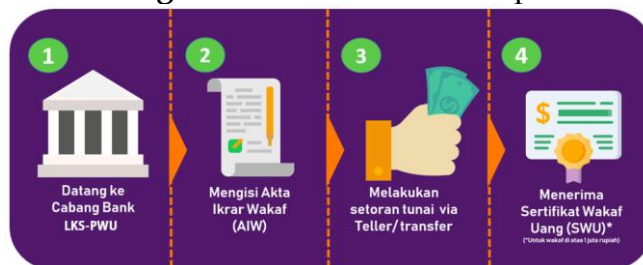 1
2
3
4
Datang ke
Cabang Bank
LKS-PWU
Mengisi Akta
Ikrar Wakaf
(AIW)
Melakukan
setoran tunai via
Teller/transfer
$
Menerima
Sertifikat Wakaf
Uang (SWU)*
(*Untuk wakaf di atas 1 juta rupiah)